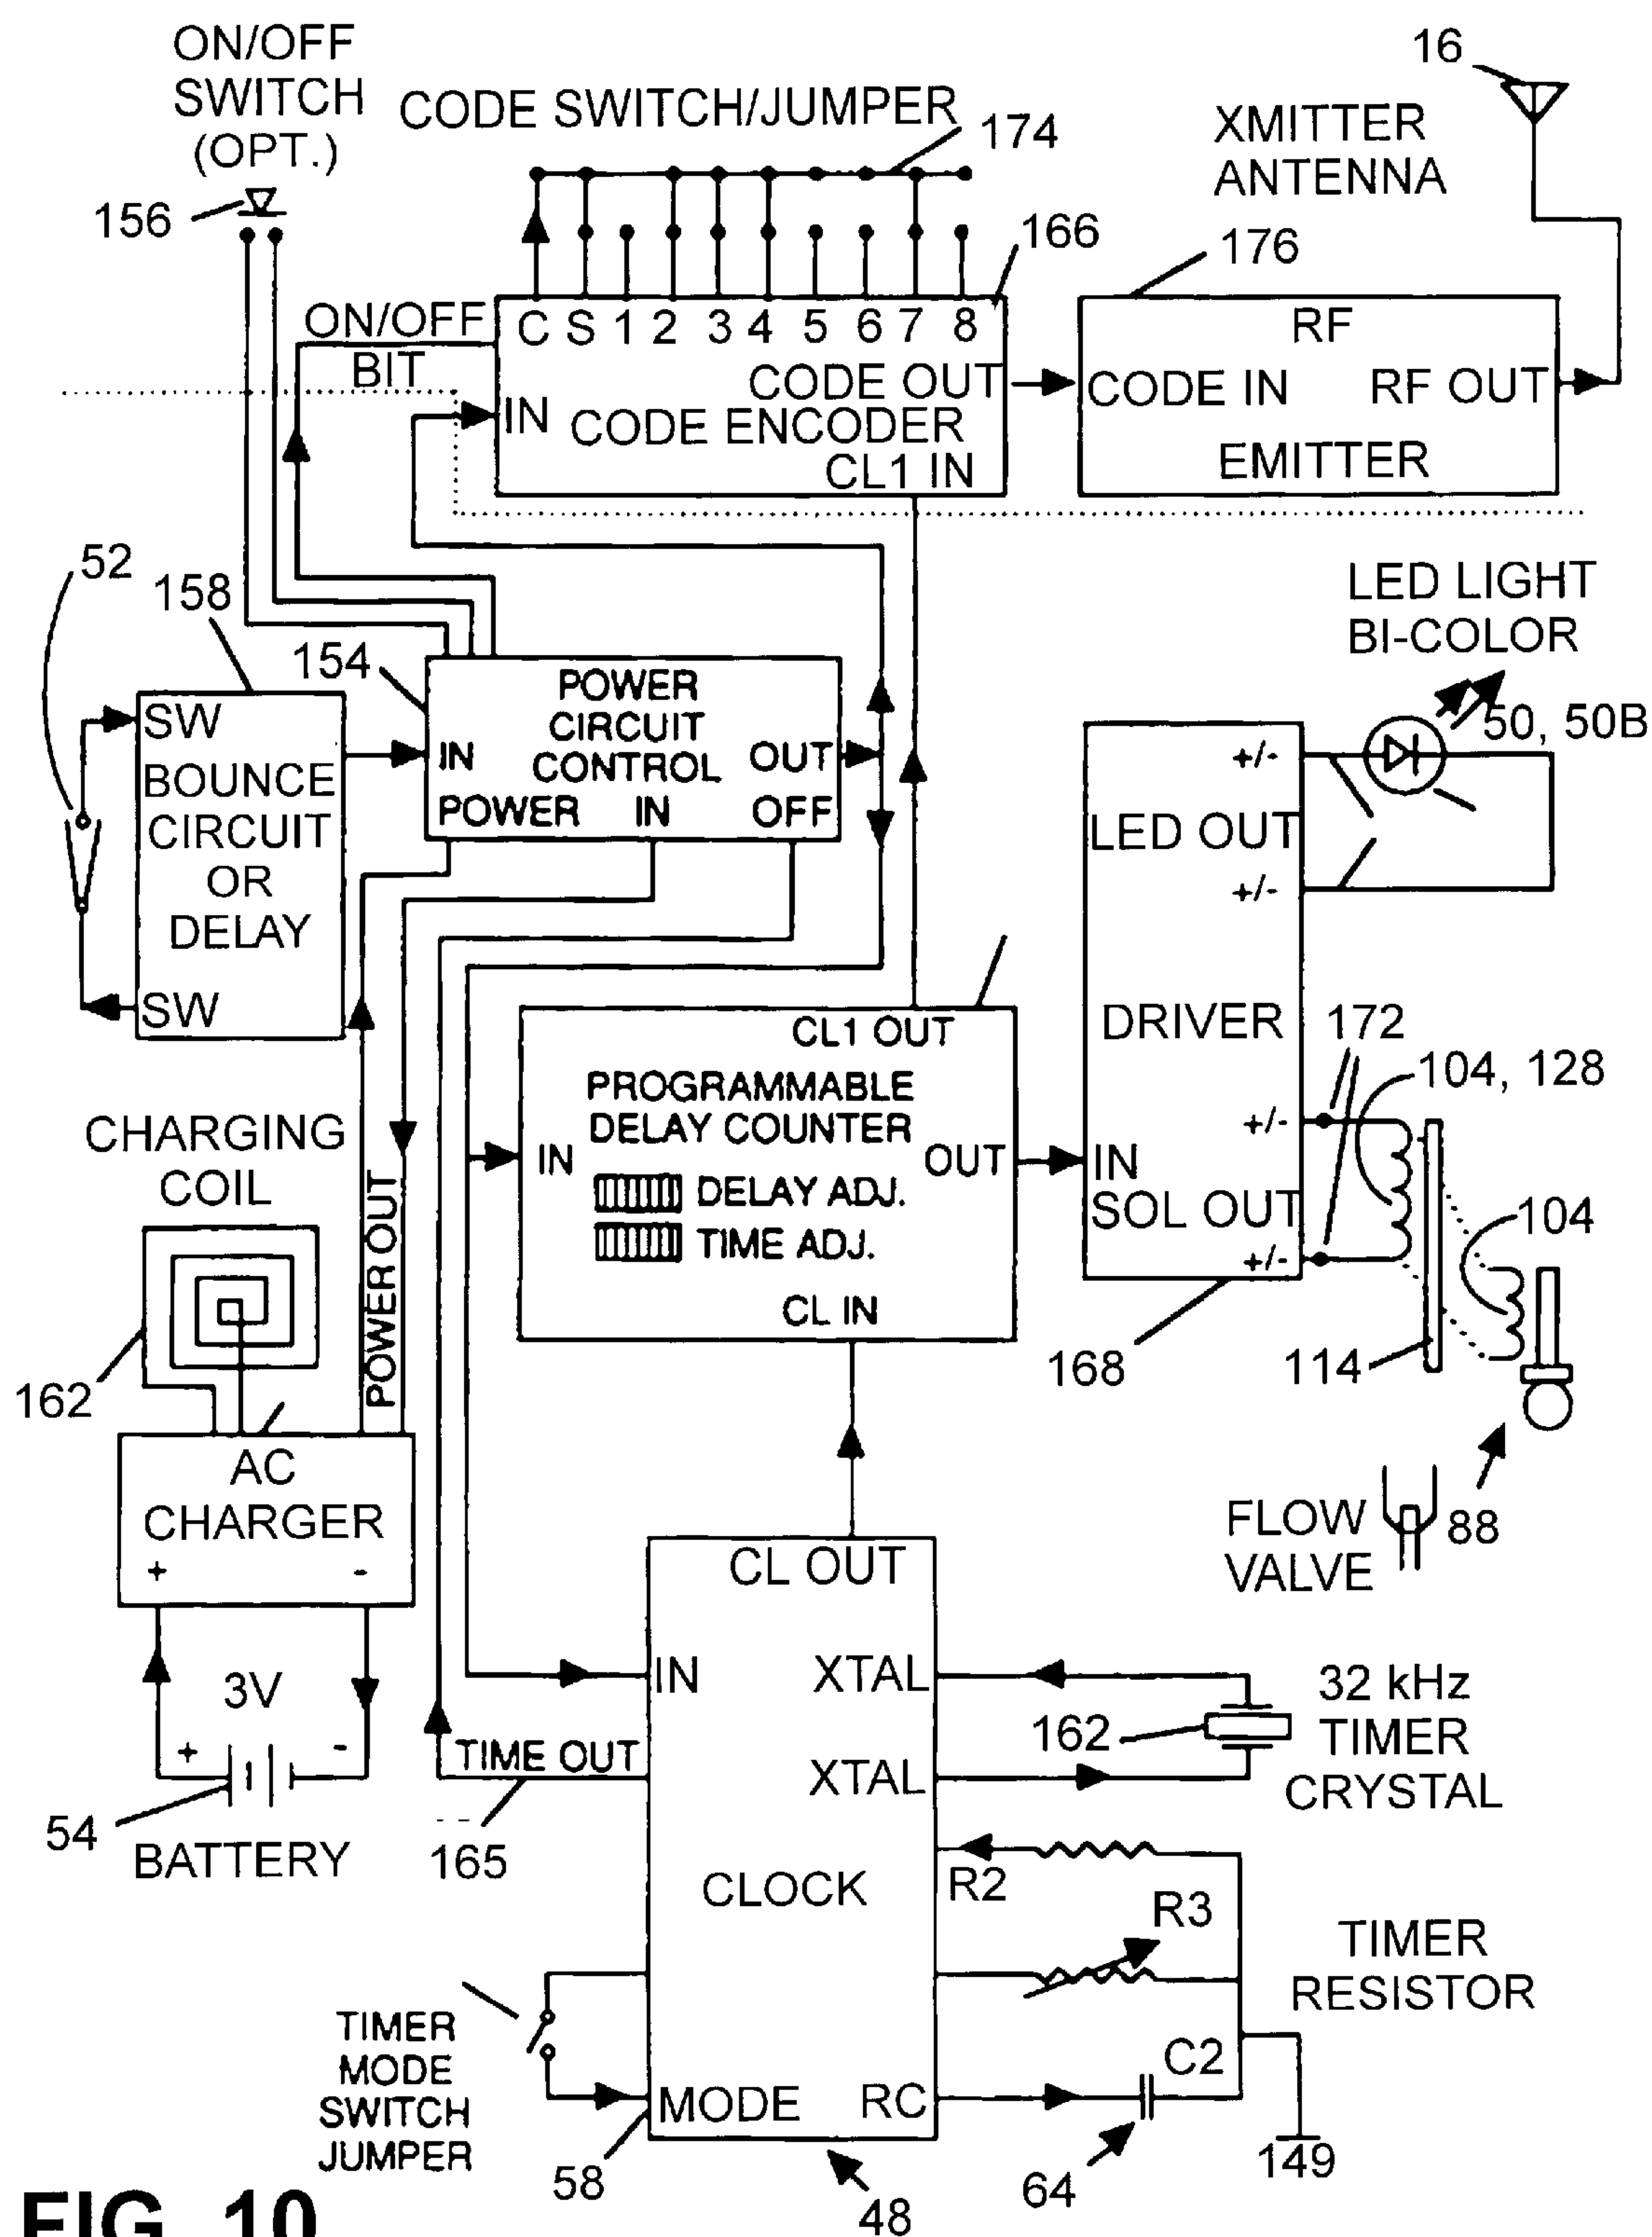 ON/OFF
SWITCH
(OPT.)
156
CODE SWITCH/JUMPER
174
16
XMITTER
ANTENNA
166
176
ON/OFF
BIT
C S 1 2 3 4 5 6 7 8
CODE OUT
IN
CODE ENCODER
CL1 IN
RF
CODE IN
RF OUT
EMITTER
52
158
154
SW
BOUNCE
CIRCUIT
OR
DELAY
SW
POWER
CIRCUIT
IN
CONTROL
OUT
POWER
IN
OFF
LED LIGHT
BI-COLOR
50, 50B
+/-
LED OUT
+/-
DRIVER
172
104, 128
+/-
IN
SOL OUT
+/-
168
114
104
CL1 OUT
PROGRAMMABLE
DELAY COUNTER
IN
OUT
DELAY ADJ.
TIME ADJ.
CL IN
CHARGING
COIL
162
POWER OUT
AC
CHARGER
+ -
3V
+ -
54
BATTERY
FLOW
VALVE
88
CL OUT
IN
XTAL
162
32 kHz
TIMER
CRYSTAL
TIME OUT
XTAL
165
CLOCK
R2
R3
TIMER
RESISTOR
TIMER
MODE
SWITCH
JUMPER
MODE
RC
C2
58
48
64
149
FIG. 10